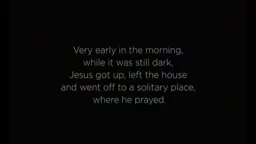 Very early in the morning,
while it was still dark,
Jesus got up, left the house
and went off to a solitary place,
where he prayed.